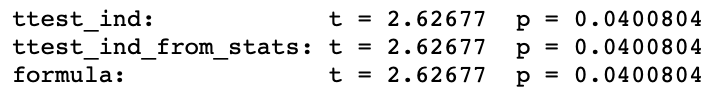 ttest_ind:            t = 2.62677  p = 0.0400804
ttest_ind_from_stats: t = 2.62677  p = 0.0400804
formula:              t = 2.62677  p = 0.0400804